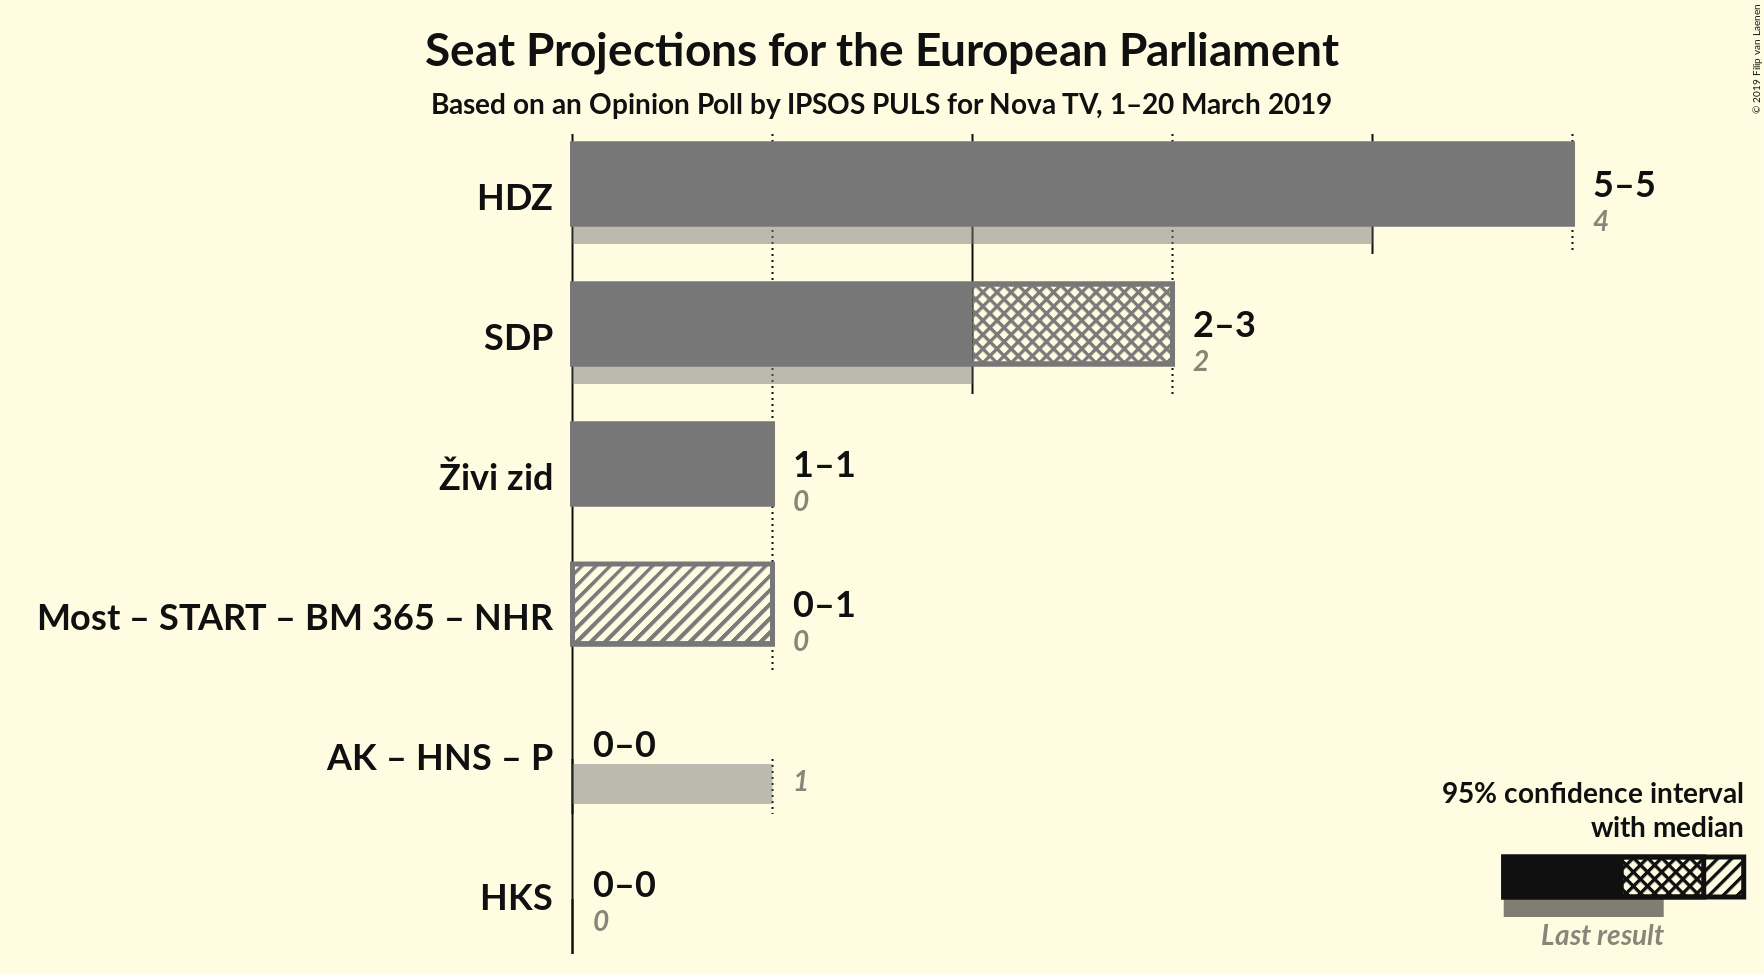 Seat Projections for the European Parliament
Based on an Opinion Poll by IPSOS PULS for Nova TV, 1–20 March 2019
© 2019 Filip van Laenen
HDZ
5–5
4
SDP
2–3
2
Živi zid
1–1
0
Most – START – BM 365 – NHR
0–1
0
AK – HNS – P
0–0
1
HKS
0–0
0
95% confidence interval
with median
Last result